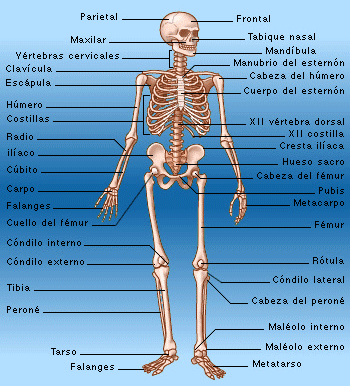 Parietal
Frontal
Maxilar
Tabique nasal
Vértebras cervicales
Mandíbula
Clavícula
Manubrio del esternón
Escápula
Cabeza del húmero
Cuerpo del esternón
Húmero
Costillas
XII vértebra dorsal
Radio
XII costilla
ilíaco
Cresta ilíaca
Cúbito
Hueso sacro
Cabeza del fémur
Carpo
Pubis
Falanges
Metacarpo
Cuello del fémur
Fémur
Cóndilo interno
Cóndilo externo
Rótula
Cóndilo lateral
Tibia
Cabeza del peroné
Peroné
Maléolo interno
Tarso
Maléolo externo
Falanges
Metatarso